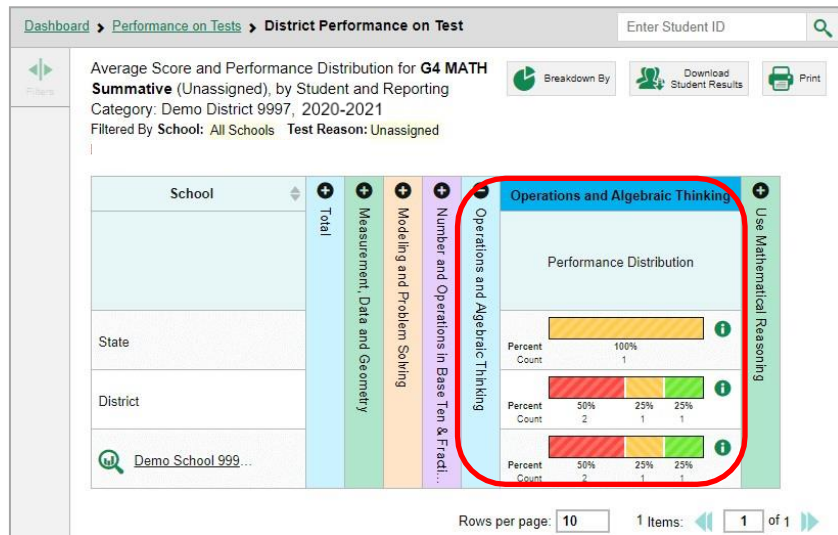 Dashboard > Performance on Tests > District Performance on Test
Enter Student ID
Filters
Average Score and Performance Distribution for G4 MATH
Summative (Unassigned), by Student and Reporting
Category: Demo District 9997, 2020-2021
Filtered By School: All Schools Test Reason: Unassigned
Breakdown By
Download
Student Results
Print
School
Total
Measurement, Data and Geometry
Modeling and Problem Solving
Number and Operations in Base Ten & Fracti...
Operations and Algebraic Thinking
Operations and Algebraic Thinking
Performance Distribution
Use Mathematical Reasoning
State
Percent 100%
Count 1
District
Percent 50% 25% 25%
Count 2 1 1
Demo School 999...
Percent 50% 25% 25%
Count 2 1 1
Rows per page: 10 1 Items: 1 of 1